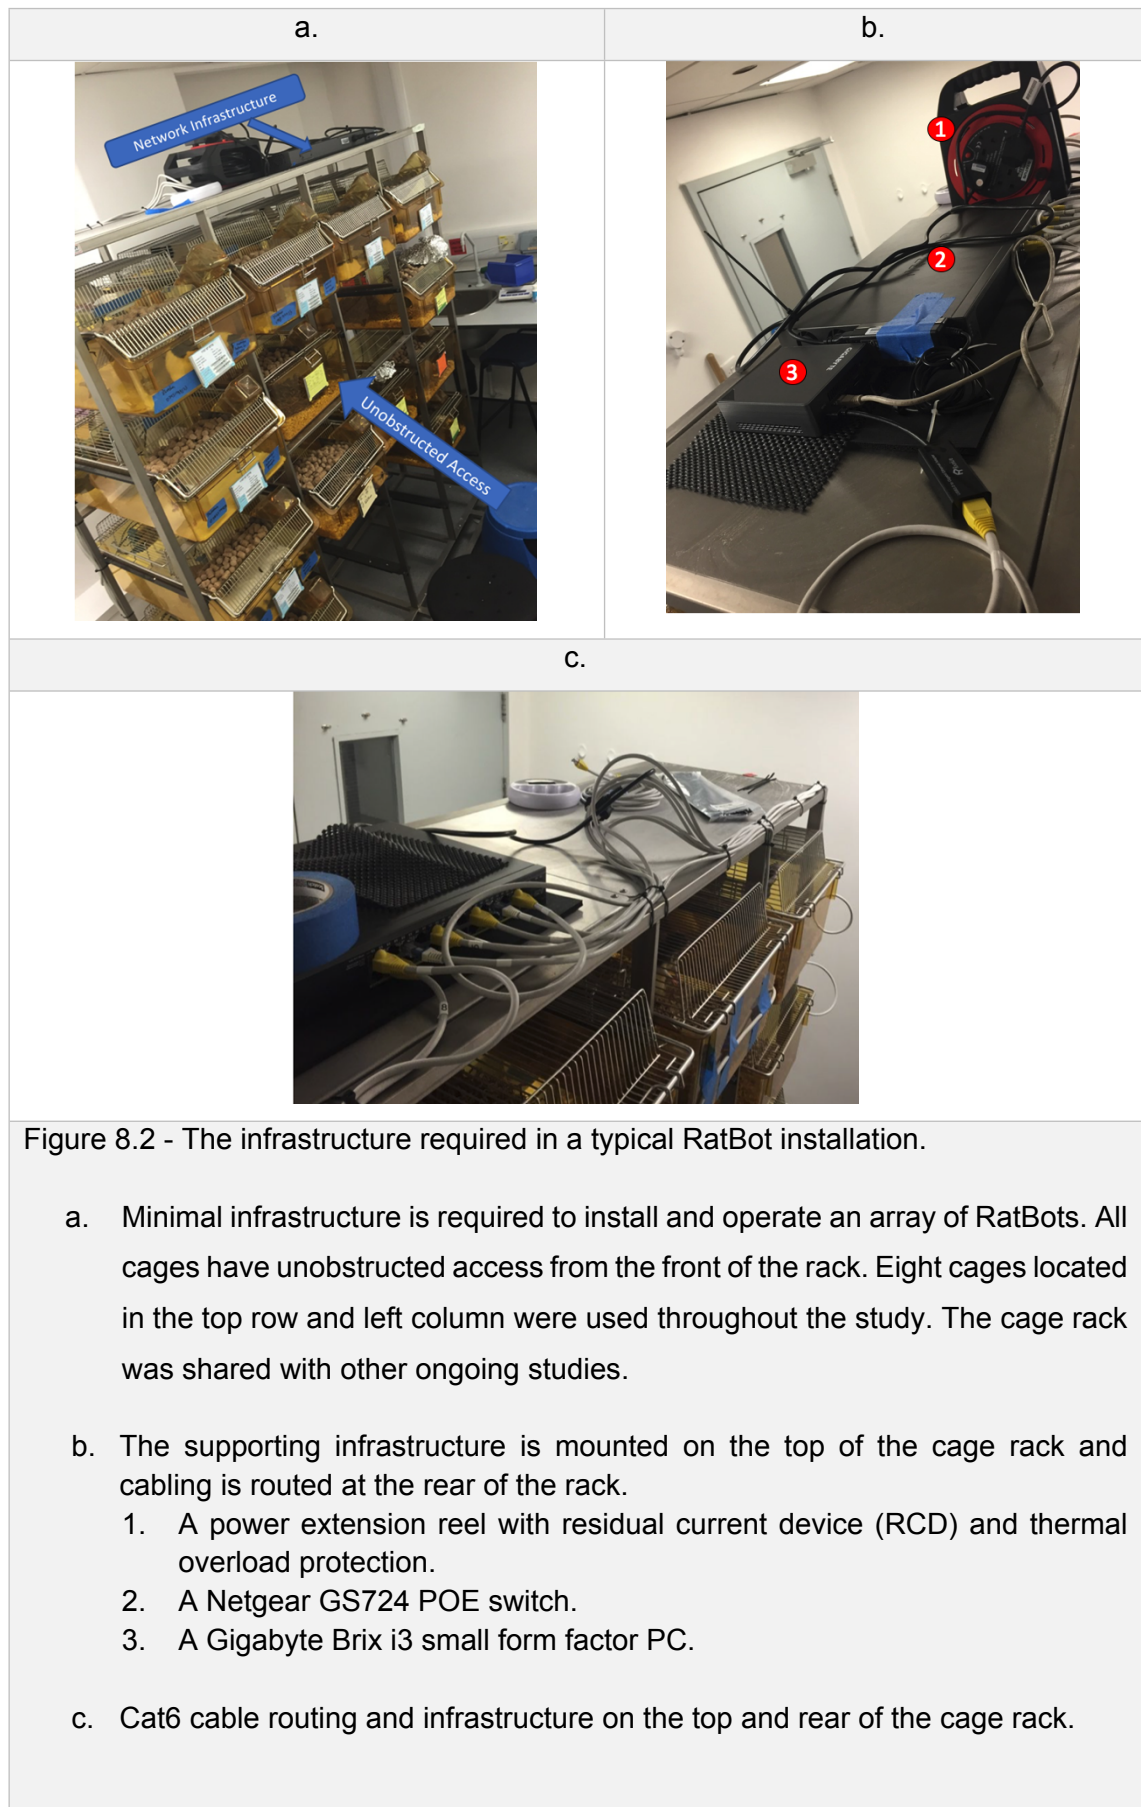 a.
b.
Network Infrastructure
Unobstructed Access
1
2
3
GIGABYTE
c.
Figure 8.2 - The infrastructure required in a typical RatBot installation.
a. Minimal infrastructure is required to install and operate an array of RatBots. All
cages have unobstructed access from the front of the rack. Eight cages located
in the top row and left column were used throughout the study. The cage rack
was shared with other ongoing studies.
b. The supporting infrastructure is mounted on the top of the cage rack and
cabling is routed at the rear of the rack.
1. A power extension reel with residual current device (RCD) and thermal
overload protection.
2. A Netgear GS724 POE switch.
3. A Gigabyte Brix i3 small form factor PC.
c. Cat6 cable routing and infrastructure on the top and rear of the cage rack.